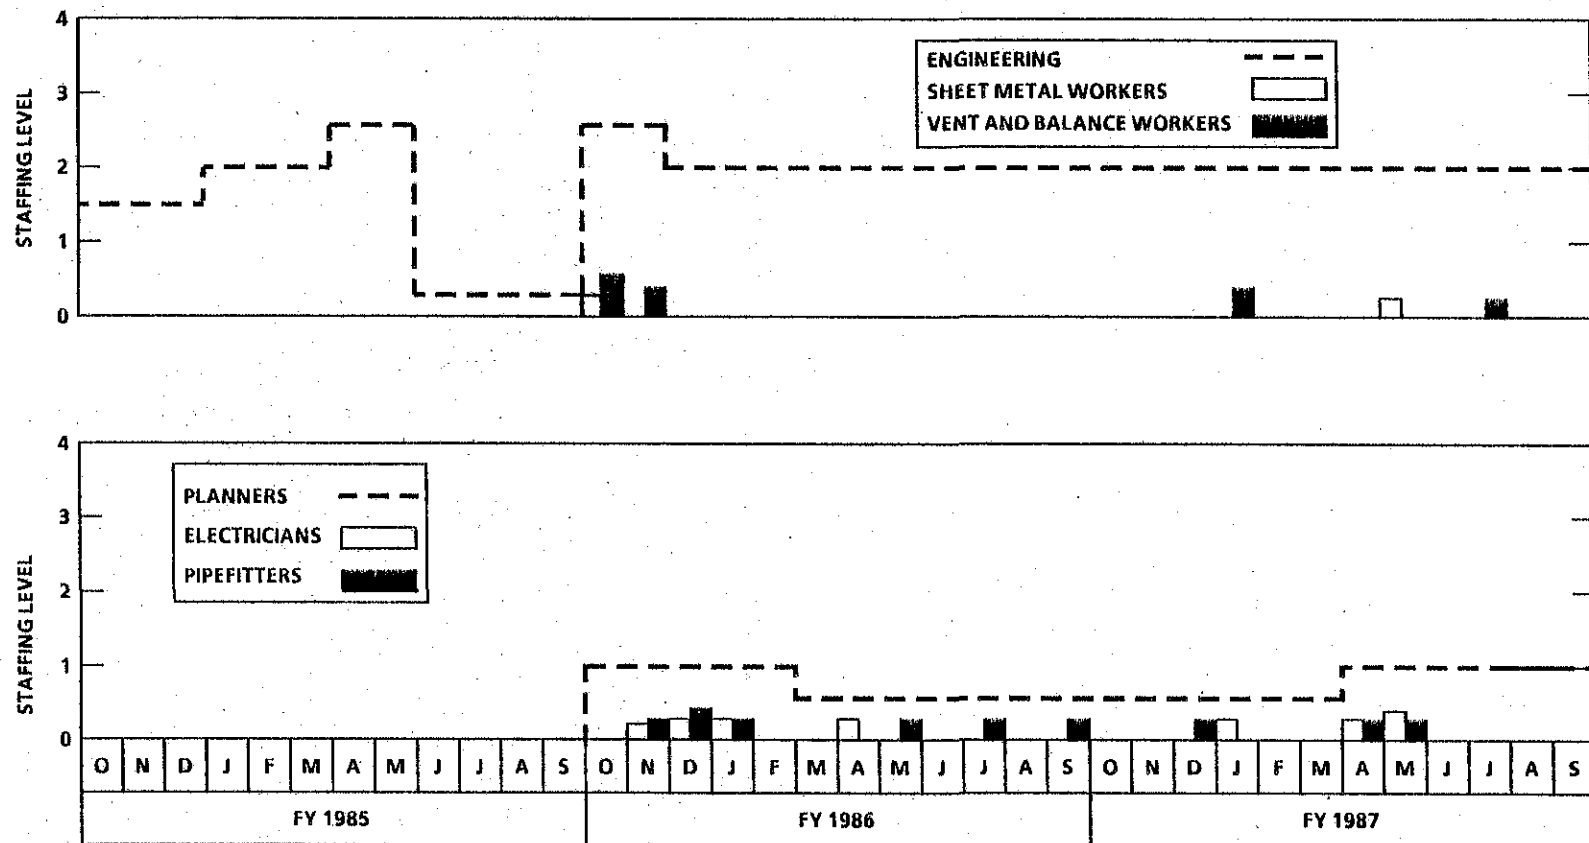 4
3
2
1
0
STAFFING LEVEL
ENGINEERING
SHEET METAL WORKERS
VENT AND BALANCE WORKERS
4
3
2
1
0
STAFFING LEVEL
PLANNERS
ELECTRICIANS
PIPEFITTERS
O N D J F M A M J J A S O N D J F M A M J J A S O N D J F M A M J J A S
FY 1985 FY 1986 FY 1987